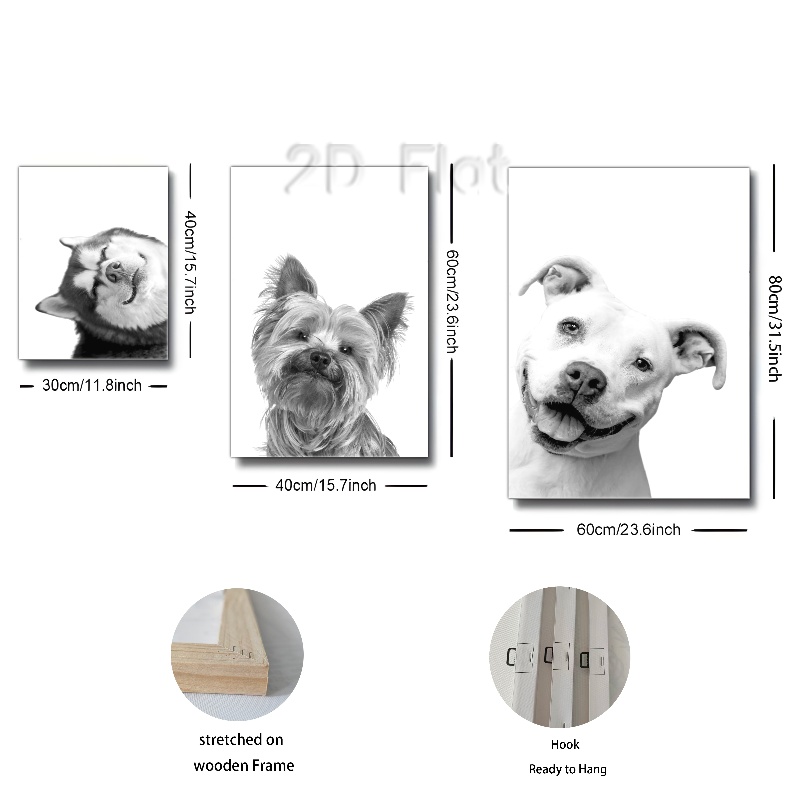 2D Flat
40cm/15.7inch
30cm/11.8inch
60cm/23.6inch
40cm/15.7inch
80cm/31.5inch
60cm/23.6inch
stretched on
wooden Frame
Hook
Ready to Hang